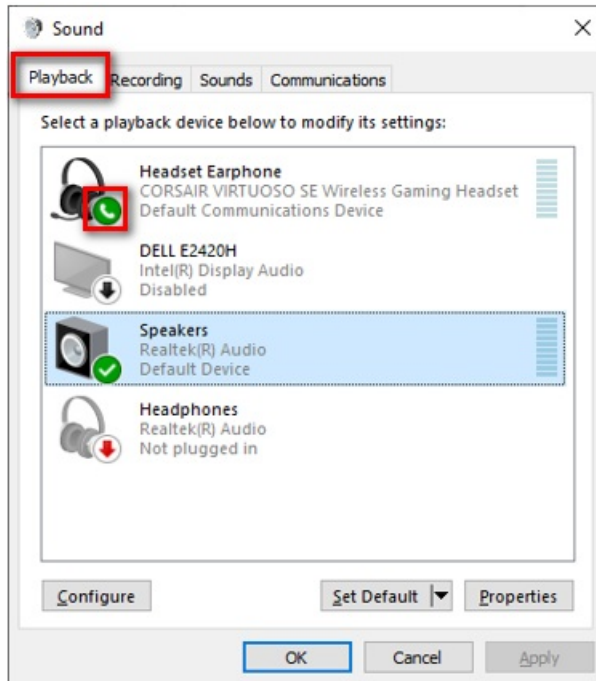 Sound
Playback Recording Sounds Communications
Select a playback device below to modify its settings:
Headset Earphone
CORSAIR VIRTUOSO SE Wireless Gaming Headset
Default Communications Device
DELL E2420H
Intel(R) Display Audio
Disabled
Speakers
Realtek(R) Audio
Default Device
Headphones
Realtek(R) Audio
Not plugged in
Configure Set Default Properties
OK Cancel Apply